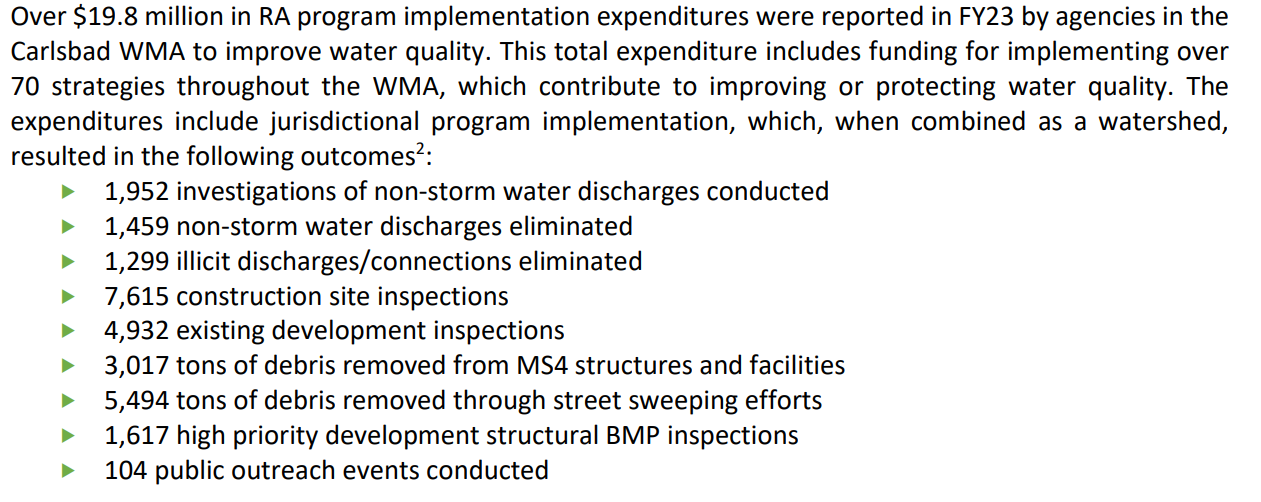 Over $19.8 million in RA program implementation expenditures were reported in FY23 by agencies in the
Carlsbad WMA to improve water quality. This total expenditure includes funding for implementing over
70 strategies throughout the WMA, which contribute to improving or protecting water quality. The
expenditures include jurisdictional program implementation, which, when combined as a watershed,
resulted in the following outcomes²:
▶ 1,952 investigations of non-storm water discharges conducted
▶ 1,459 non-storm water discharges eliminated
▶ 1,299 illicit discharges/connections eliminated
▶ 7,615 construction site inspections
▶ 4,932 existing development inspections
▶ 3,017 tons of debris removed from MS4 structures and facilities
▶ 5,494 tons of debris removed through street sweeping efforts
▶ 1,617 high priority development structural BMP inspections
▶ 104 public outreach events conducted